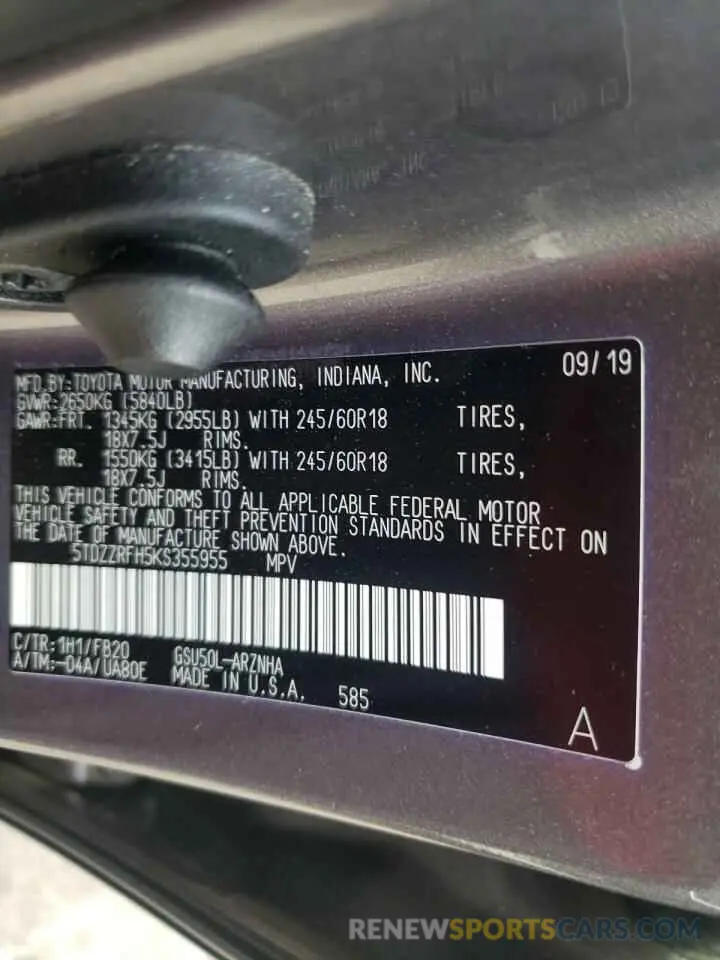 MFD.BY:TOYOTA MOTOR MANUFACTURING, INDIANA, INC. 09/19
GVWR:2650KG (5840LB)
GAWR:FRT. 1345KG (2955LB) WITH 245/60R18 TIRES,
18X7.5J RIMS.
RR. 1550KG (3415LB) WITH 245/60R18 TIRES,
18X7.5J RIMS.
THIS VEHICLE CONFORMS TO ALL APPLICABLE FEDERAL MOTOR
VEHICLE SAFETY AND THEFT PREVENTION STANDARDS IN EFFECT ON
THE DATE OF MANUFACTURE SHOWN ABOVE.
5TDZZRFH5KS355955 MPV
C/TR:1H1/FB20 GSU50L-ARZNHA
A/TM:-04A/UA80E MADE IN U.S.A. 585
A
RENEWSPORTSCARS.COM